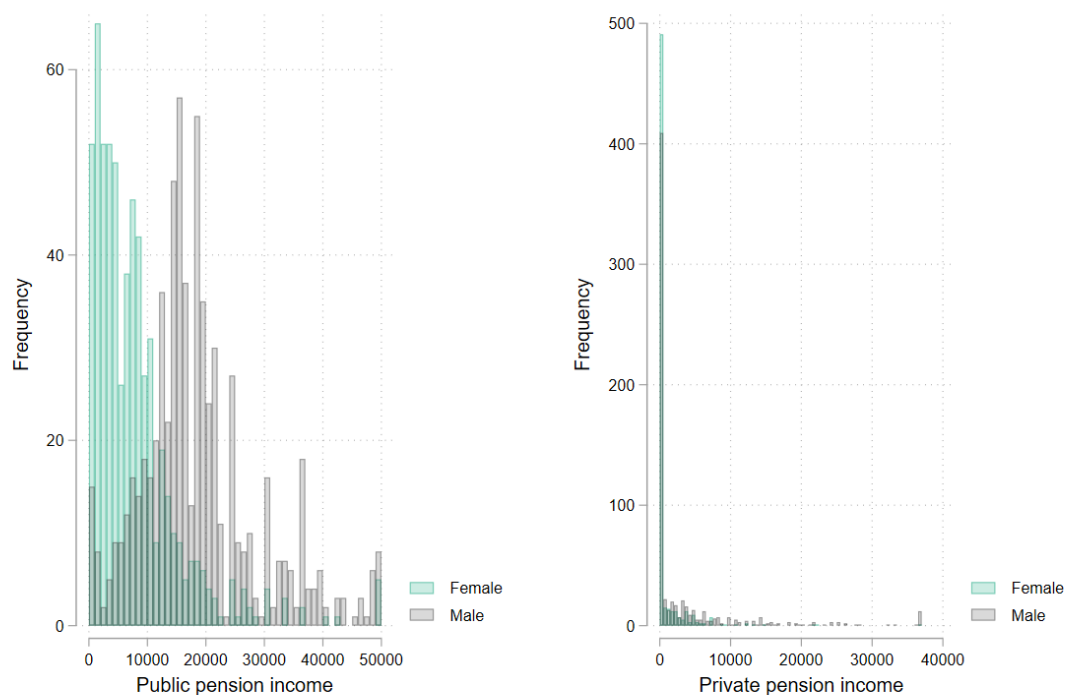 Frequency
60
40
20
0
0 10000 20000 30000 40000 50000
Public pension income
Female
Male
Frequency
500
400
300
200
100
0
0 10000 20000 30000 40000
Private pension income
Female
Male